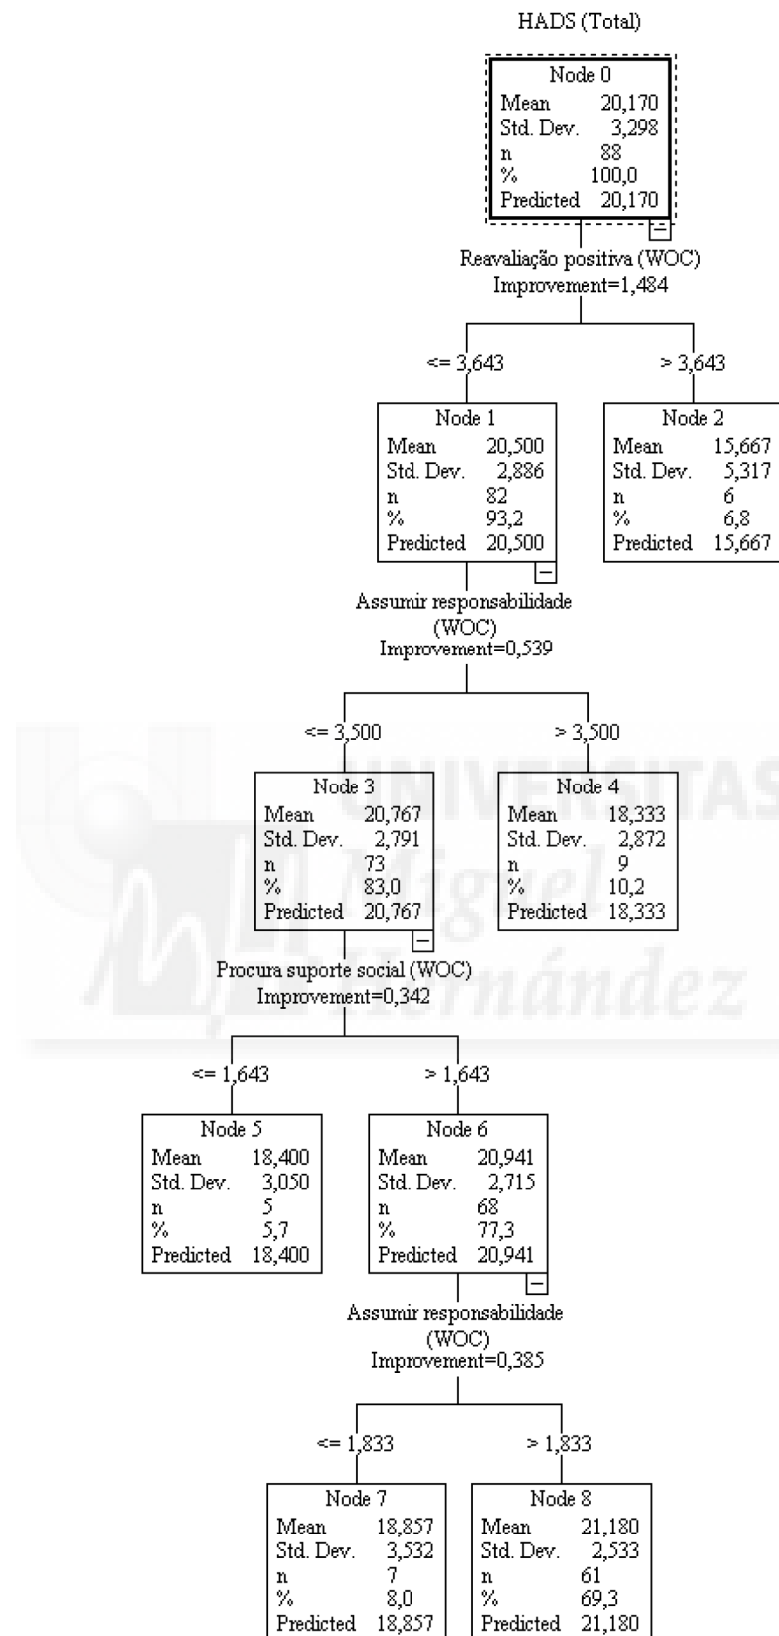 HADS (Total)
Node 0
Mean 20,170
Std. Dev. 3,298
n 88
% 100,0
Predicted 20,170
Reavaliação positiva (WOC)
Improvement=1,484
<= 3,643
> 3,643
Node 1
Mean 20,500
Std. Dev. 2,886
n 82
% 93,2
Predicted 20,500
Node 2
Mean 15,667
Std. Dev. 5,317
n 6
% 6,8
Predicted 15,667
Assumir responsabilidade
(WOC)
Improvement=0,539
<= 3,500
> 3,500
Node 3
Mean 20,767
Std. Dev. 2,791
n 73
% 83,0
Predicted 20,767
Node 4
Mean 18,333
Std. Dev. 2,872
n 9
% 10,2
Predicted 18,333
UNIVERSITAS
Miguel
Hernández
Procura suporte social (WOC)
Improvement=0,342
<= 1,643
> 1,643
Node 5
Mean 18,400
Std. Dev. 3,050
n 5
% 5,7
Predicted 18,400
Node 6
Mean 20,941
Std. Dev. 2,715
n 68
% 77,3
Predicted 20,941
Assumir responsabilidade
(WOC)
Improvement=0,385
<= 1,833
> 1,833
Node 7
Mean 18,857
Std. Dev. 3,532
n 7
% 8,0
Predicted 18,857
Node 8
Mean 21,180
Std. Dev. 2,533
n 61
% 69,3
Predicted 21,180